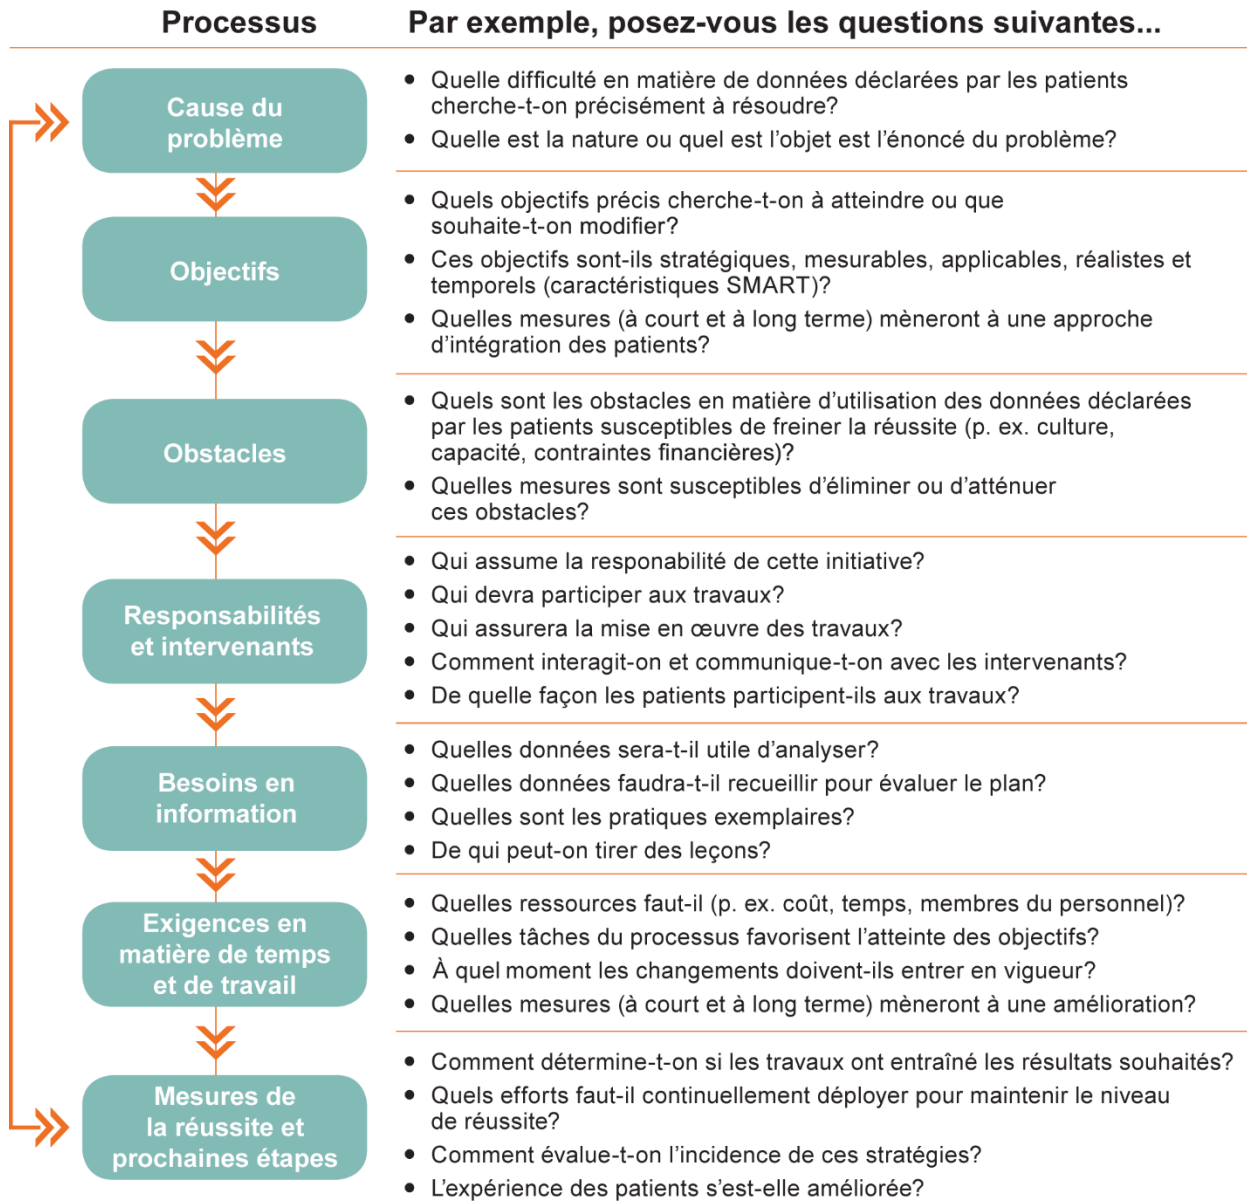 Processus
Par exemple, posez-vous les questions suivantes...
Cause du
problème
• Quelle difficulté en matière de données déclarées par les patients
cherche-t-on précisément à résoudre?
• Quelle est la nature ou quel est l'objet est l'énoncé du problème?
Objectifs
• Quels objectifs précis cherche-t-on à atteindre ou que
souhaite-t-on modifier?
• Ces objectifs sont-ils stratégiques, mesurables, applicables, réalistes et
temporels (caractéristiques SMART)?
• Quelles mesures (à court et à long terme) mèneront à une approche
d'intégration des patients?
Obstacles
• Quels sont les obstacles en matière d'utilisation des données déclarées
par les patients susceptibles de freiner la réussite (p. ex. culture,
capacité, contraintes financières)?
• Quelles mesures sont susceptibles d'éliminer ou d'atténuer
ces obstacles?
Responsabilités
et intervenants
• Qui assume la responabilité de cette initiative?
• Qui devra participer aux travaux?
• Qui assurera la mise en œuvre des travaux?
• Comment interagit-on et communique-t-on avec les intervenants?
• De quelle façon les patients participent-ils aux travaux?
Besoins en
information
• Quelles données sera-t-il utile d'analyser?
• Quelles données faudra-t-il recueillir pour évaluer le plan?
• Quelles sont les pratiques exemplaires?
• De qui peut-on tirer des leçons?
Exigences en
matière de temps
et de travail
• Quelles ressources faut-il (p. ex. coût, temps, membres du personnel)?
• Quelles tâches du processus favorisent l'atteinte des objectifs?
• À quel moment les changements doivent-ils entrer en vigueur?
• Quelles mesures (à court et à long terme) mèneront à une amélioration?
Mesures de
la réussite et
prochaines étapes
• Comment détermine-t-on si les travaux ont entraîné les résultats souhaités?
• Quels efforts faut-il continuellement déployer pour maintenir le niveau
de réussite?
• Comment évalue-t-on l'incidence de ces stratégies?
• L'expérience des patients s'est-elle améliorée?